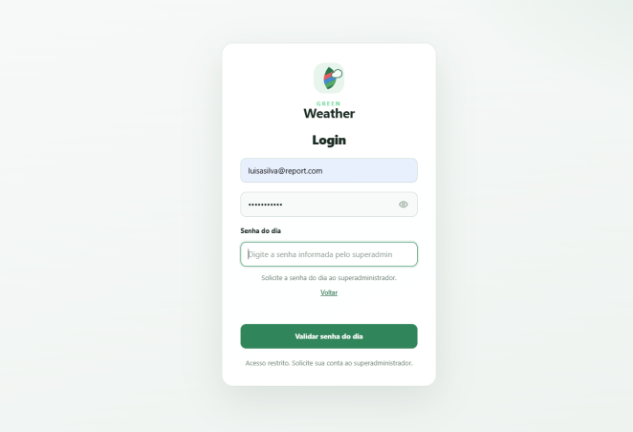 GREEN
Weather
Login
luisasilva@report.com
•••••••••••
Senha do dia
Digite a senha informada pelo superadmin
Solicite a senha do dia ao superadministrador.
Voltar
Validar senha do dia
Acesso restrito. Solicite sua conta ao superadministrador.